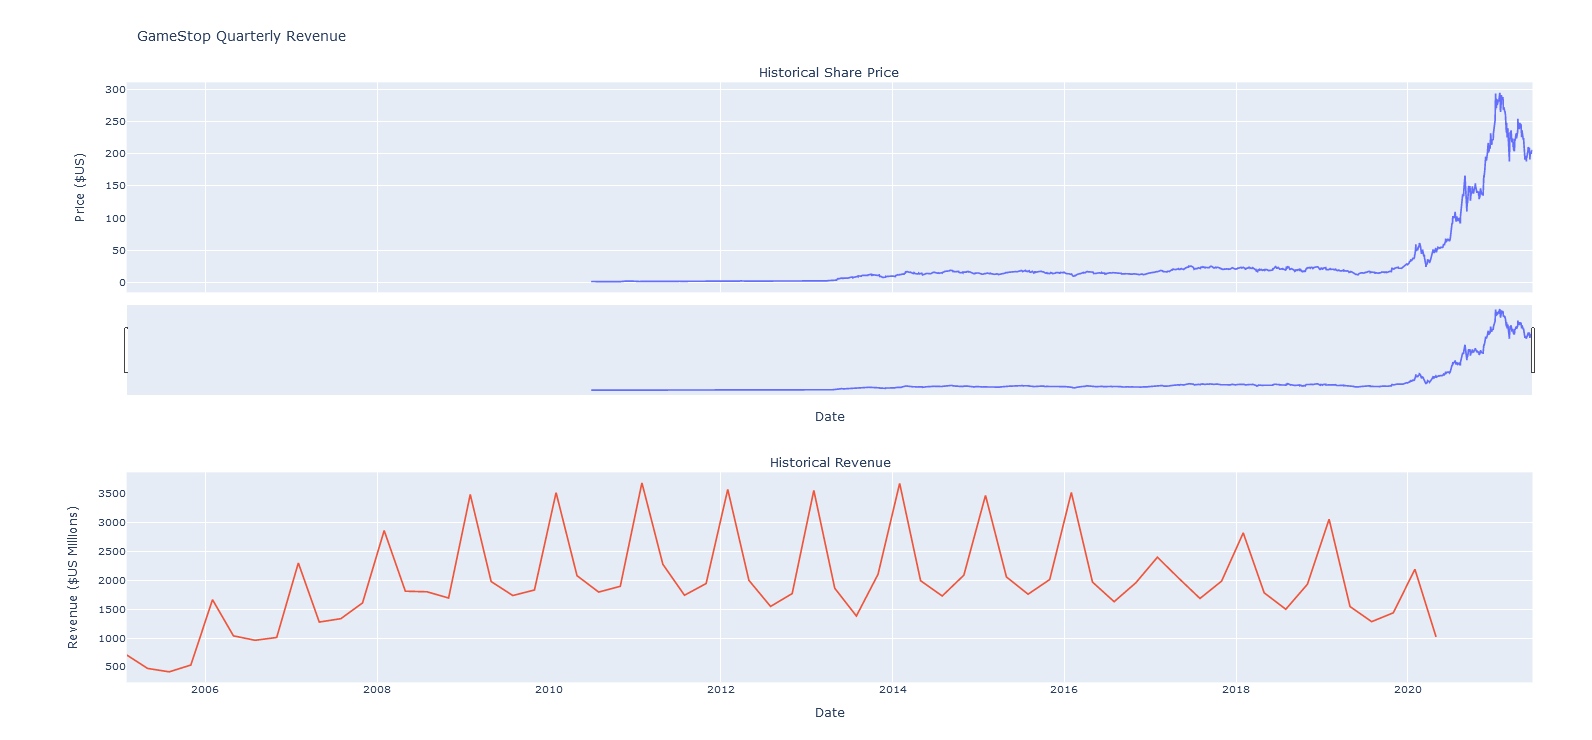 GameStop Quarterly Revenue
Historical Share Price
300
250
200
150
100
50
0
Price ($US)
Date
Historical Revenue
3500
3000
2500
2000
1500
1000
500
Revenue ($US Millions)
2006 2008 2010 2012 2014 2016 2018 2020
Date